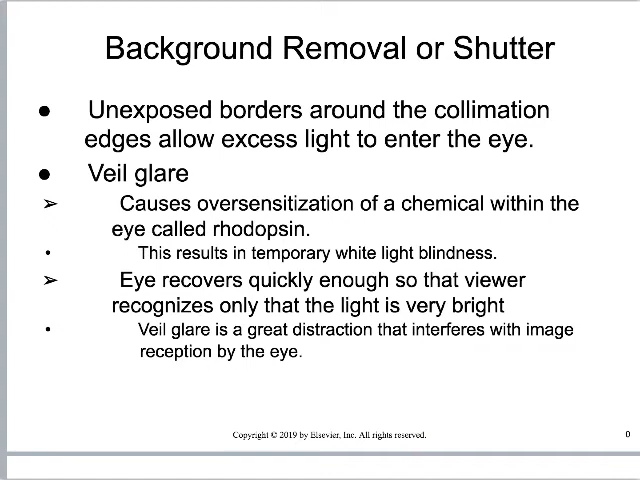 Background Removal or Shutter
● Unexposed borders around the collimation
edges allow excess light to enter the eye.
● Veil glare
➢ Causes oversensitization of a chemical within the
eye called rhodopsin.
• This results in temporary white light blindness.
➢ Eye recovers quickly enough so that viewer
recognizes only that the light is very bright
• Veil glare is a great distraction that interferes with image
reception by the eye.
Copyright © 2019 by Elsevier, Inc. All rights reserved.
0